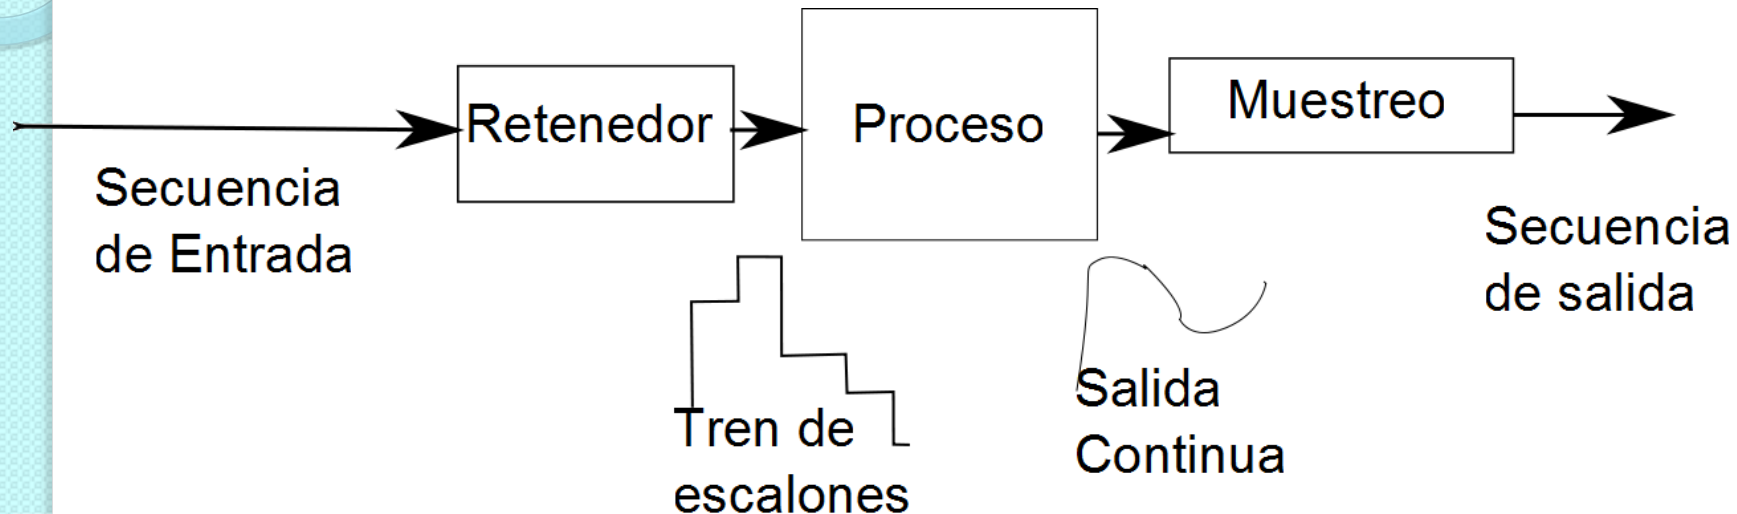 Retenedor
Proceso
Muestreo
Secuencia
de Entrada
Tren de
escalones
Salida
Continua
Secuencia
de salida